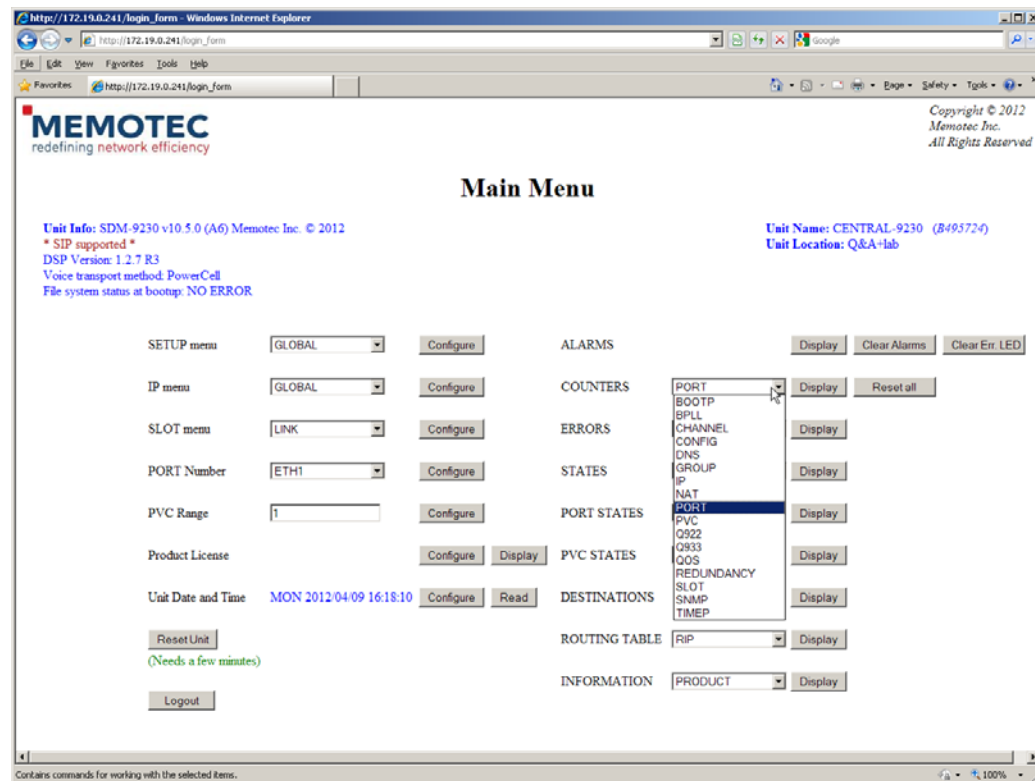 http://172.19.0.241/login_form - Windows Internet Explorer
http://172.19.0.241/login_form
Google
File Edit View Favorites Tools Help
Favorites http://172.19.0.241/login_form
Page Safety Tools
MEMOTEC
redefining network efficiency
Copyright © 2012
Memotec Inc.
All Rights Reserved
Main Menu
Unit Info: SDM-9230 v10.5.0 (A6) Memotec Inc. © 2012
* SIP supported *
DSP Version: 1.2.7 R3
Voice transport method: PowerCell
File system status at bootup: NO ERROR
Unit Name: CENTRAL-9230 (B495724)
Unit Location: Q&A+lab
SETUP menu GLOBAL Configure
IP menu GLOBAL Configure
SLOT menu LINK Configure
PORT Number ETH1 Configure
PVC Range 1 Configure
Product License Configure Display
Unit Date and Time MON 2012/04/09 16:18:10 Configure Read
Reset Unit
(Needs a few minutes)
Logout
ALARMS Display Clear Alarms Clear Err. LED
COUNTERS PORT Display Reset all
BOOTP
BPLL
CHANNEL
CONFIG
DNS
GROUP
IP
NAT
PORT
PVC
Q922
Q933
QOS
REDUNDANCY
SLOT
SNMP
TIMEP
ERRORS Display
STATES Display
PORT STATES Display
PVC STATES Display
DESTINATIONS Display
ROUTING TABLE RIP Display
INFORMATION PRODUCT Display
Contains commands for working with the selected items.
100%